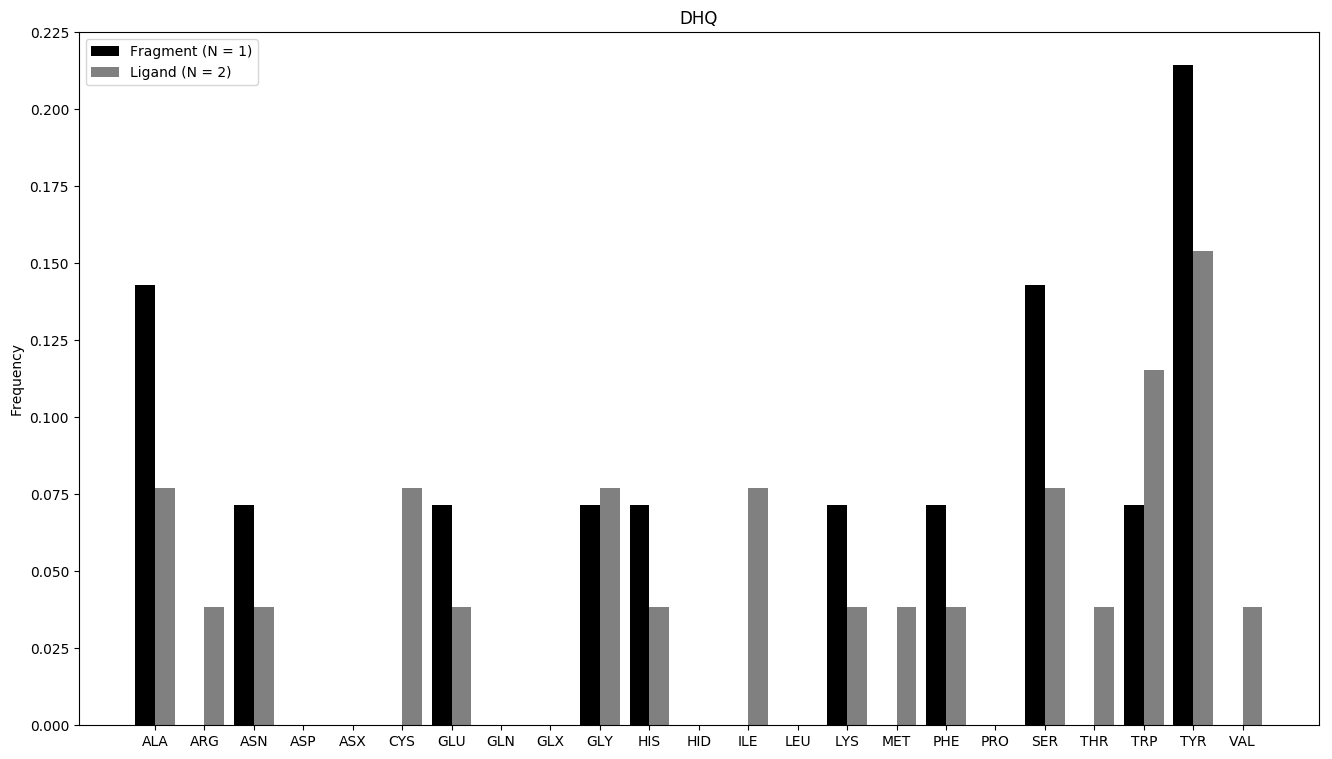 DHQ
Fragment (N = 1)
Ligand (N = 2)
Frequency
0.225
0.200
0.175
0.150
0.125
0.100
0.075
0.050
0.025
0.000
ALA ARG ASN ASP ASX CYS GLU GLN GLX GLY HIS HID ILE LEU LYS MET PHE PRO SER THR TRP TYR VAL